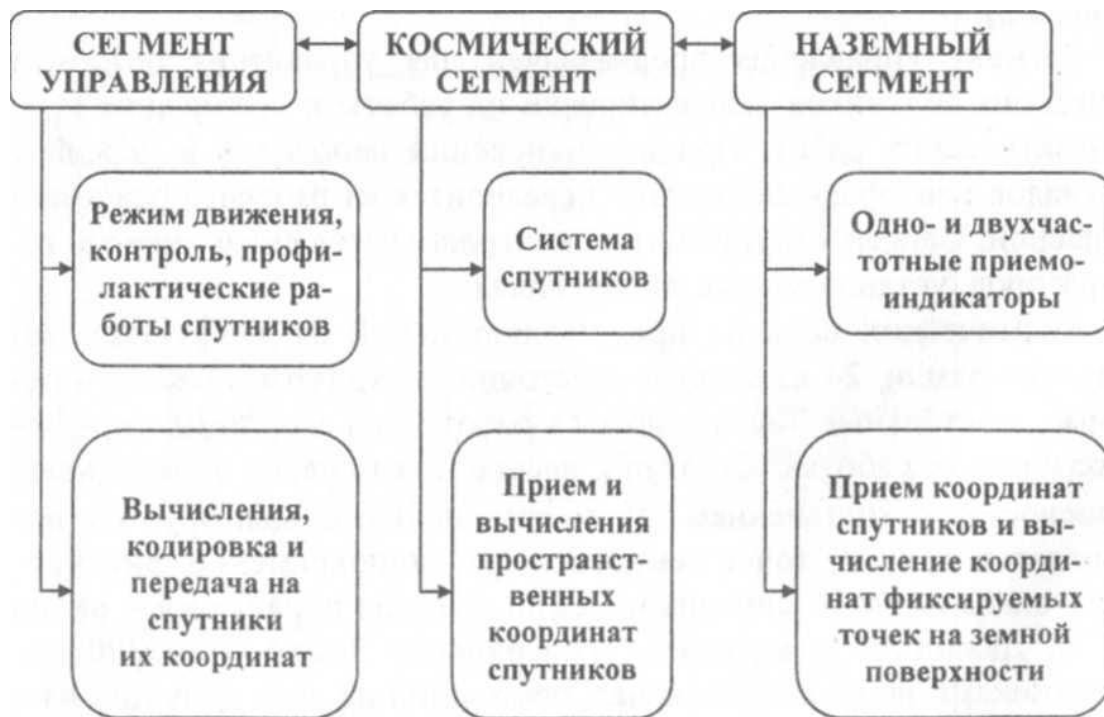 СЕГМЕНТ
УПРАВЛЕНИЯ
КОСМИЧЕСКИЙ
СЕГМЕНТ
НАЗЕМНЫЙ
СЕГМЕНТ
Режим движения,
контроль, профи-
лактические ра-
боты спутников
Система
спутников
Одно- и двухчас-
тотные приемо-
индикаторы
Вычисления,
кодировка и
передача на
спутники
их координат
Прием и
вычисления
пространст-
венных
координат
спутников
Прием координат
спутников и вы-
числение коорди-
нат фиксируемых
точек на земной
поверхности